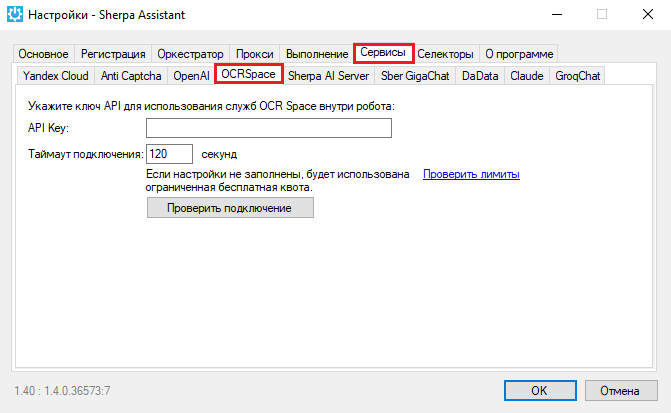 Настройки - Sherpa Assistant
Основное Регистрация Оркестратор Прокси Выполнение Сервисы Селекторы О программе
Yandex Cloud Anti Captcha OpenAI OCRSpace Sherpa AI Server Sber GigaChat DaData Claude GroqChat
Укажите ключ API для использования служб OCR Space внутри робота:
API Key:
Таймаут подключения: 120 секунд
Если настройки не заполнены, будет использована Проверить лимиты
ограниченная бесплатная квота.
Проверить подключение
1.40 : 1.4.0.36573:7 OK Отмена